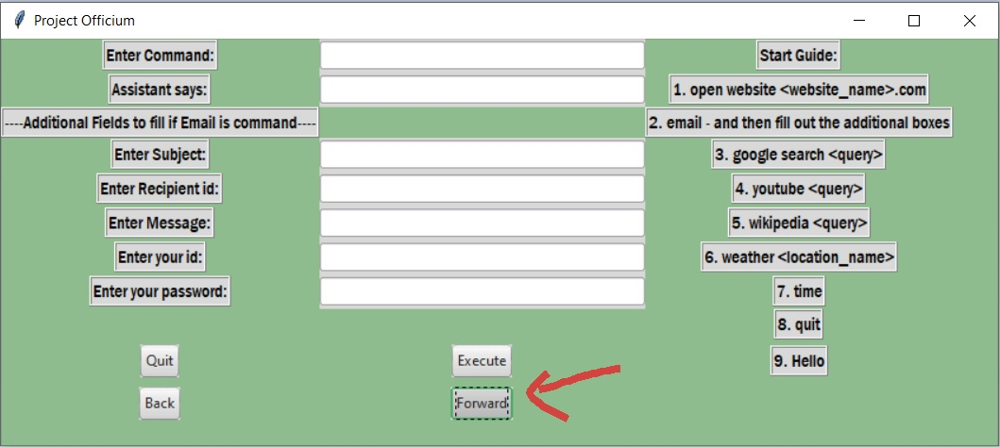 Project Officium
Enter Command:
Start Guide:
Assistant says:
1. open website <website_name>.com
----Additional Fields to fill if Email is command----
2. email - and then fill out the additional boxes
Enter Subject:
3. google search <query>
Enter Recipient id:
4. youtube <query>
Enter Message:
5. wikipedia <query>
Enter your id:
6. weather <location_name>
Enter your password:
7. time
8. quit
Quit
Execute
9. Hello
Back
Forward